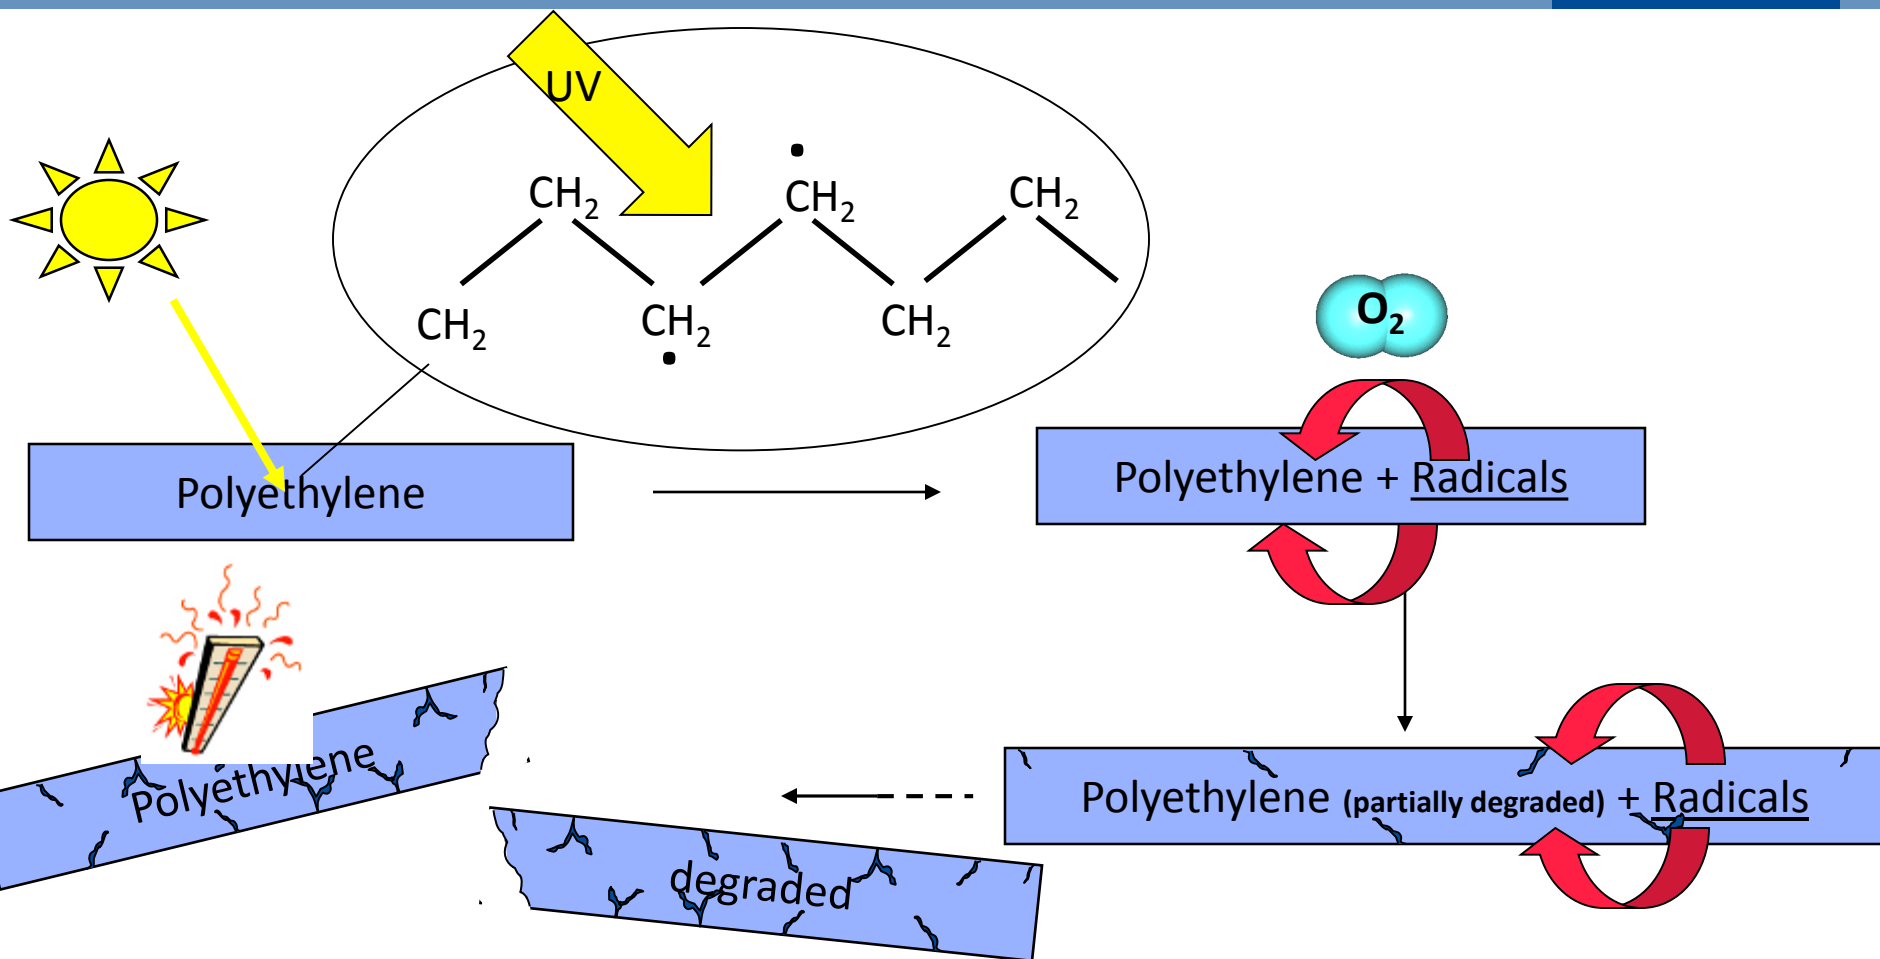 UV
CH₂
CH₂
CH₂
CH₂
CH₂
CH₂
O₂
Polyethylene
Polyethylene + Radicals
Polyethylene (partially degraded) + Radicals
Polyethylene
degraded